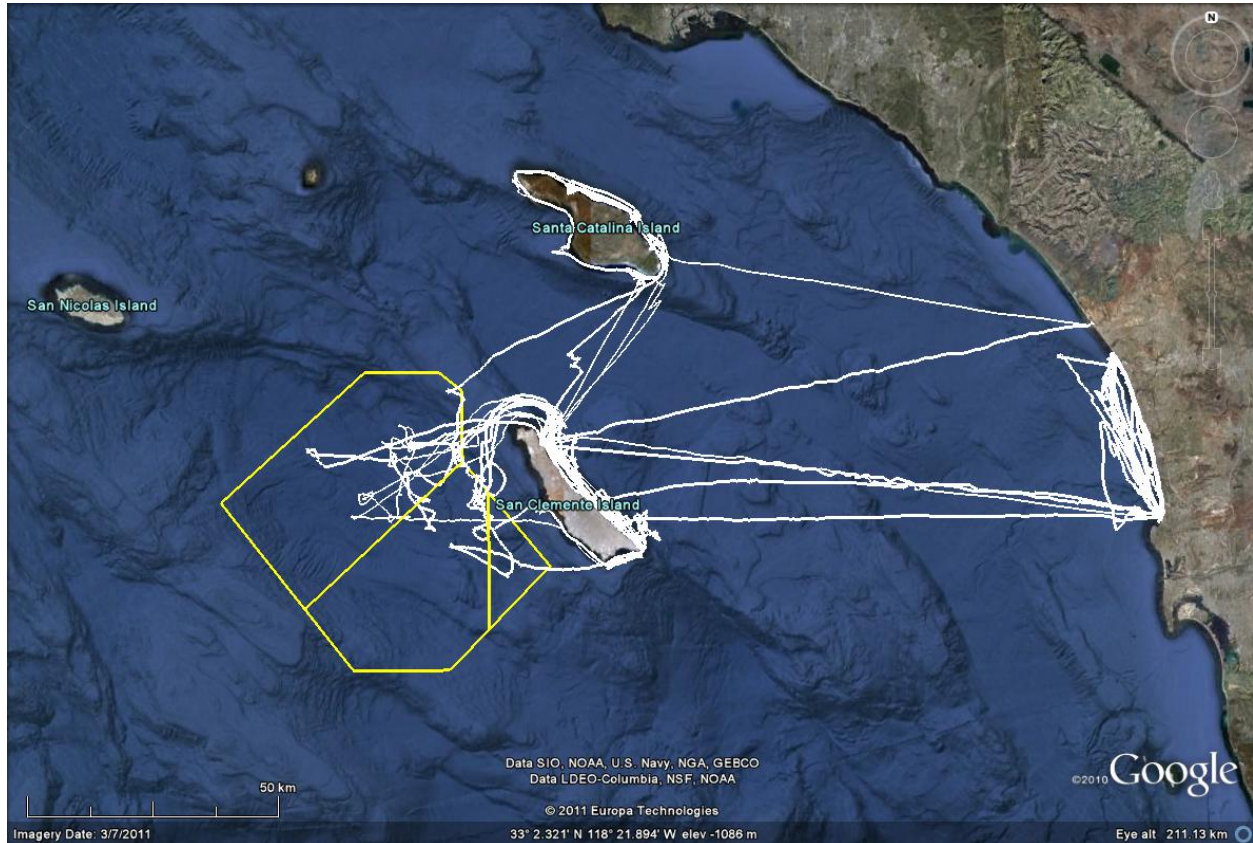 N
Santa Catalina Island
San Nicolas Island
San Clemente Island
Data SIO, NOAA, U.S. Navy, NGA, GEBCO
Data LDEO-Columbia, NSF, NOAA
50 km
©2010 Google
© 2011 Europa Technologies
Imagery Date: 3/7/2011
33° 2.321' N 118° 21.894' W elev -1086 m
Eye alt 211.13 km